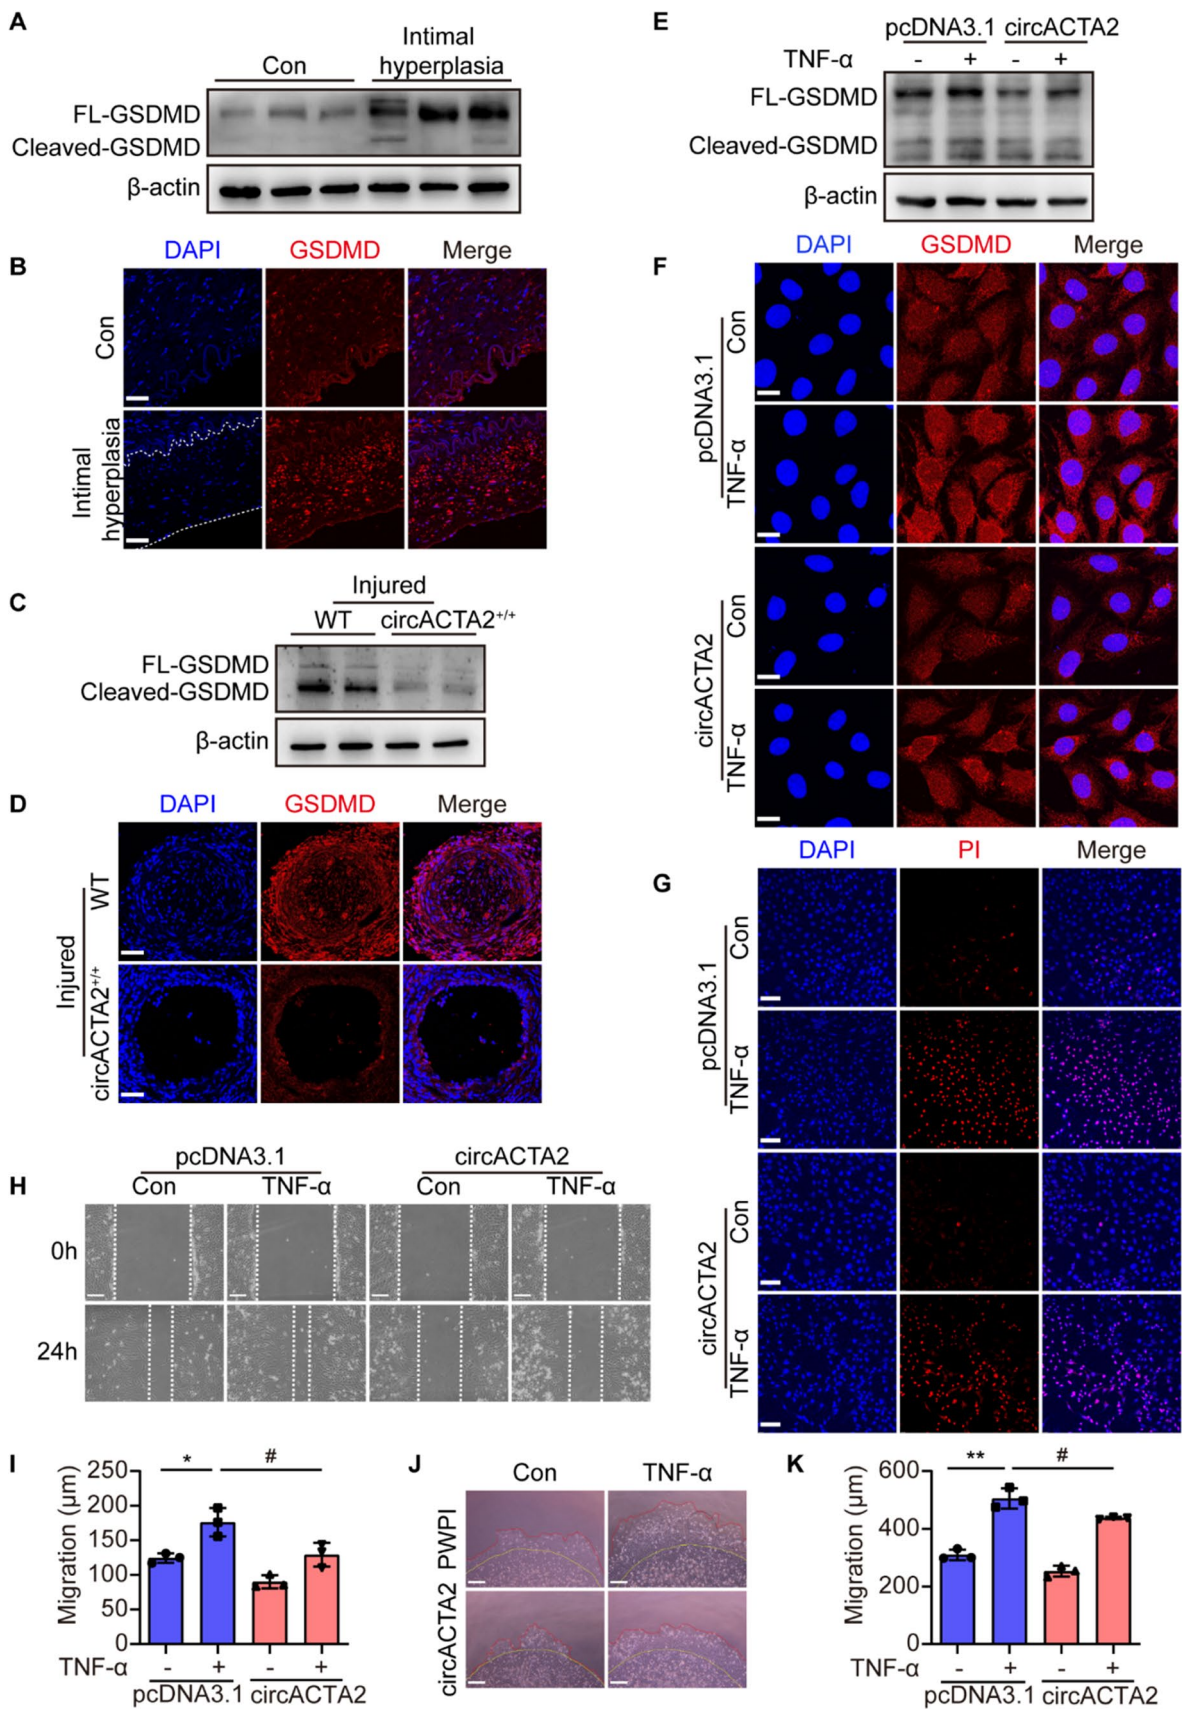 A
Con
Intimal
hyperplasia
FL-GSDMD
Cleaved-GSDMD
β-actin
B
DAPI GSDMD Merge
Con
Intimal
hyperplasia
C
Injured
WT circACTA2+/+
FL-GSDMD
Cleaved-GSDMD
β-actin
D
DAPI GSDMD Merge
Injured
WT
circACTA2+/+
E
pcDNA3.1 circACTA2
TNF-α - + - +
FL-GSDMD
Cleaved-GSDMD
β-actin
F
DAPI GSDMD Merge
pcDNA3.1
Con
TNF-α
circACTA2
Con
TNF-α
G
DAPI PI Merge
pcDNA3.1
Con
TNF-α
circACTA2
Con
TNF-α
H
pcDNA3.1 circACTA2
Con TNF-α Con TNF-α
0h
24h
I
Migration (μm)
250
200
150
100
50
0
* #
TNF-α - + - +
pcDNA3.1 circACTA2
J
Con TNF-α
PWPI
circACTA2
K
Migration (μm)
600
400
200
0
** #
TNF-α - + - +
pcDNA3.1 circACTA2